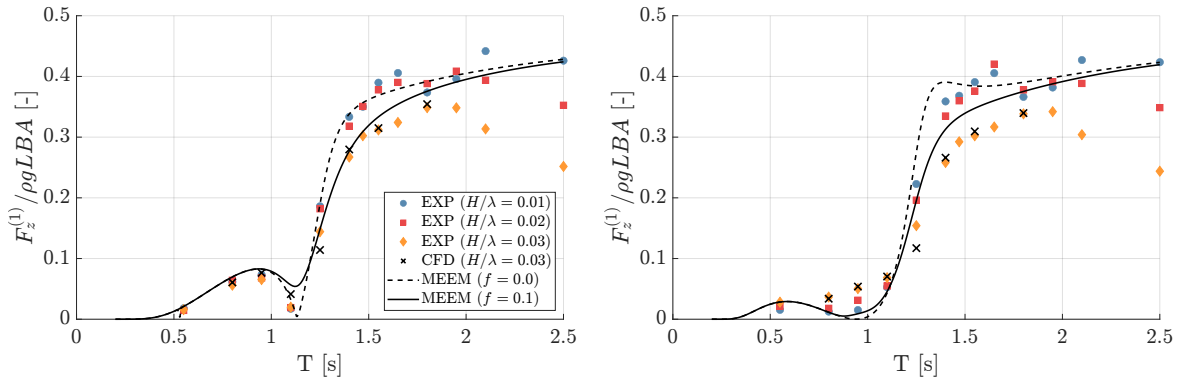 0.5
0.4
0.3
0.2
0.1
0
F_z^{(1)}/ρgLBA [-]
0 0.5 1 1.5 2 2.5
T [s]
EXP (H/λ = 0.01)
EXP (H/λ = 0.02)
EXP (H/λ = 0.03)
CFD (H/λ = 0.03)
MEEM (f = 0.0)
MEEM (f = 0.1)
0.5
0.4
0.3
0.2
0.1
0
F_z^{(1)}/ρgLBA [-]
0 0.5 1 1.5 2 2.5
T [s]